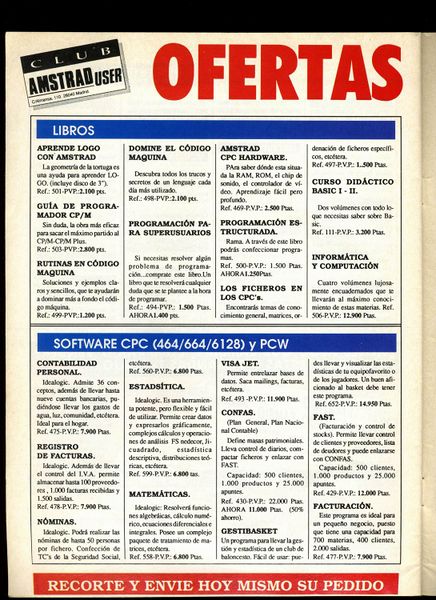 CLUB
AMSTRAD USER
OFERTAS
LIBROS
APRENDE LOGO
CON AMSTRAD
La geometría de la tortuga es
una ayuda para aprender LO-
GO. (incluye disco de 3").
Ref.: 501-PVP:2.100 pts.
GUÍA DE PROGRA-
MADOR CP/M
Sin duda, la obra más eficaz
para sacar el máximo partido al
CP/M-CP/M Plus.
Ref.: 503-PVP:2.800 pts.
RUTINAS EN CÓDIGO
MAQUINA
Soluciones y ejemplos cla-
ros y sencillos, que te ayudarán
a dominar más a fondo el códi-
go máquina.
Ref.: 499-PVP:1.200 pts.
DOMINE EL CÓDIGO
MAQUINA
Descubra todos los trucos y
secretos de un lenguaje cada
día más utilizado.
Ref.: 498-PVP:2.100 pts.
PROGRAMACIÓN PA-
RA SUPERUSUARIOS
Si necesitas resolver algún
problema de programa-
ción...comprate este libro.Un
libro que te resolverá cualquier
duda que se te plantee a la hora
de programar.
Ref.: 494-P.V.P.: 1.500 Ptas.
AHORA1.400 pts.
AMSTRAD
CPC HARDWARE.
PAra saber dónde esta situa-
da la RAM, ROM, el chip de
sonido, el controlador de ví-
deo. Aprendizaje fácil pero
profundo.
Ref. 469-P.V.P.: 2.500 Ptas.
PROGRAMACIÓN ES-
TRUCTURADA.
Rama. A través de este libro
podrás confeccionar progra-
mas.
Ref. 500-P.V.P.: 1.500 Ptas.
AHORA1.250Ptas.
LOS FICHEROS EN
LOS CPC's.
Encontrarás temas de cono-
cimiento general, matrices, or-
denación de ficheros específi-
cos, etcétera.
Ref. 497-P.V.P.: 1..500 Ptas.
CURSO DIDÁCTICO
BASIC I - II.
Dos volúmenes con todo lo
que necesitas saber sobre Ba-
sic.
Ref. 111-P.V.P.: 3.200 Ptas.
INFORMÁTICA
Y COMPUTACIÓN
Cuatro volúmenes lujosa-
mente encuadernados que te
llevarán al máximo conoci-
miento de estas materias. Ref.
506-P.V.P.: 12.900 Ptas.
SOFTWARE CPC (464/664/6128) y PCW
CONTABILIDAD
PERSONAL.
Idealogic. Admite 36 con-
ceptos, además de llevar hasta
nueve cuentas bancarias, pu-
diéndose llevar los gastos de
agua, luz, comunidad, etcétera.
Ideal para el hogar.
Ref. 475-P.V.P.: 7.900 Ptas.
REGISTRO
DE FACTURAS.
Idealogic. Además de llevar
el control del I.V.A. permite
almacenar hasta 100 proveedo-
res , 1.000 facturas recibidas y
1.500 salidas.
Ref. 478-P.V.P.: 7.900 Ptas.
NÓMINAS.
Idealogic. Podrá realizar las
nóminas de hasta 50 personas
por fichero. Confección de
TC's de la Seguridad Social,
etcétera.
Ref. 560-P.V.P.: 6.800 Ptas.
ESTADSÍTICA.
Idealogic. Es una herramien-
ta potente, pero flexible y fácil
de utilizar. Permite crear datos
y expresarlos gráficamente,
complejos cálculos y operacio-
nes de análisis FS nedecor, Ji-
cuadrado, estadística
descriptiva, distribuciones teó-
ricas, etcétera.
Ref. 599-P.V.P.: 6.800 tas.
MATEMÁTICAS.
Idealogic: Resolverá funcio-
nes algebraicas, cálculo numé-
rico, ecuaciones diferenciales e
integrales. Posee un complejo
paquete de tratamiento de ma-
trices, etcétera.
Ref. 558-P.V.P.: 6.800 Ptas.
VISA JET.
Permite entrelazar bases de
datos. Saca mailings, facturas,
etcétera.
Ref. 493 -P.V.P.: 11.900 Ptas.
CONFAS.
(Plan General, Plan Nacio-
nal Contable)
Define masas patrimoniales.
Lleva control de diarios, com-
pactar ficheros y enlazar con
FAST.
Capacidad: 500 clientes,
1.000 productos y 25.000
apuntes.
Ref. 430-P.V.P.: 22.000 Ptas.
AHORA 11.000 Ptas. (50%
ahorro).
GESTIBASKET
Un programa para llevar la ges-
tión y estadística de un club de
baloncesto. Fácil de usar: pue-
des llevar y visualizar las esta-
dísticas de tu equipofavorito o
de los jugadores. Un buen afi-
cionado al basket debe tener
este programa.
Ref. 652-P.V.P.: 14.950 Ptas.
FAST.
(Facturación y control de
stocks). Permite llevar control
de clientes y proveedores, lista
de deudores y puede enlazarse
con CONFAS.
Capacidad: 500 clientes,
1.000 productos y 25.000
apuntes.
Ref. 429-P.V.P.: 12.000 Ptas.
FACTURACIÓN.
Este programa es ideal para
un pequeño negocio, puesto
que tiene una capacidad para
700 materias, 400 clientes,
2.000 salidas.
Ref. 477-P.V.P.: 7.900 Ptas.
RECORTE Y ENVIE HOY MISMO SU PEDIDO